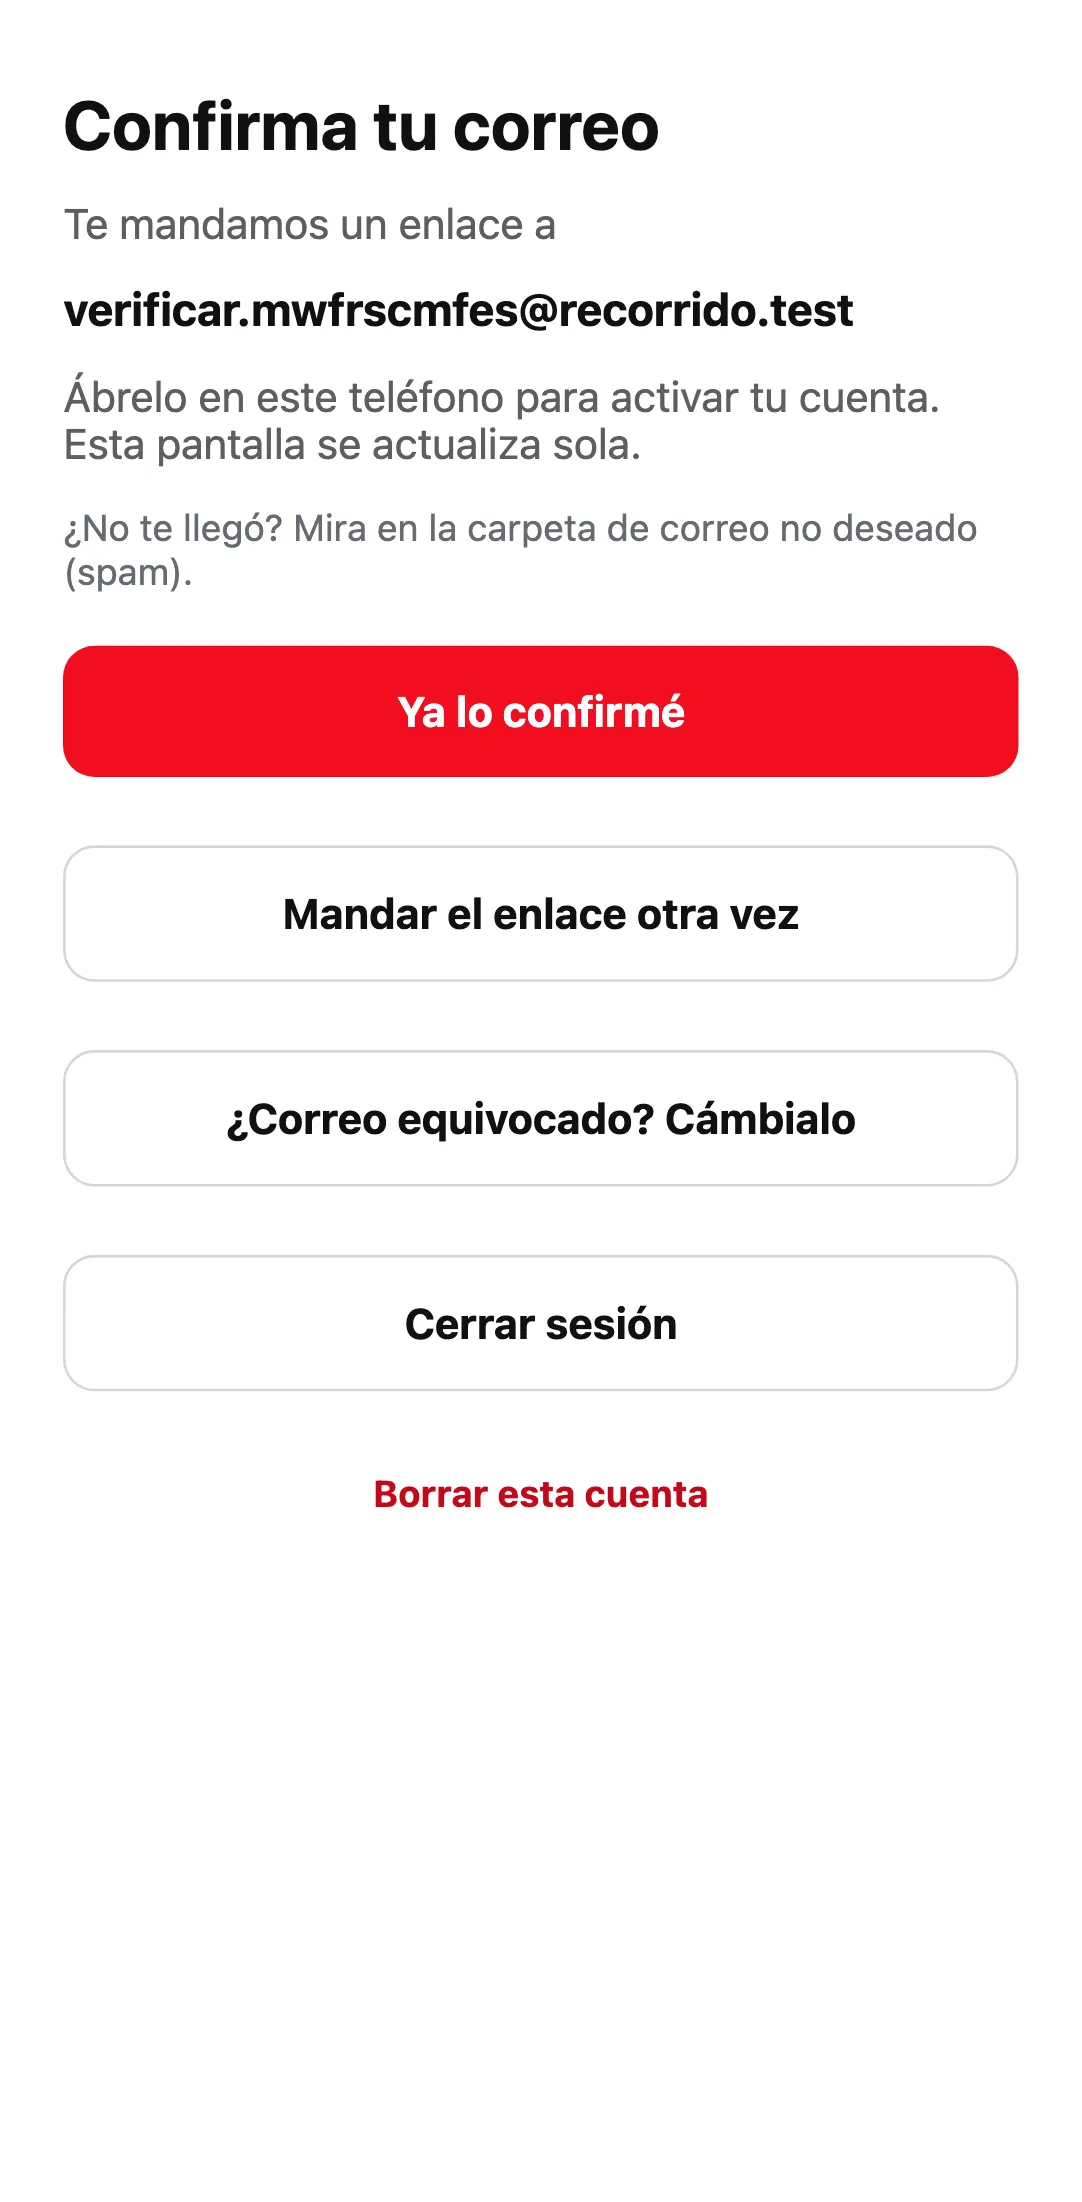 Confirma tu correo
Te mandamos un enlace a
verificar.mwfrscmfes@recorrido.test
Ábrelo en este teléfono para activar tu cuenta.
Esta pantalla se actualiza sola.
¿No te llegó? Mira en la carpeta de correo no deseado
(spam).
Ya lo confirmé
Mandar el enlace otra vez
¿Correo equivocado? Cámbialo
Cerrar sesión
Borrar esta cuenta